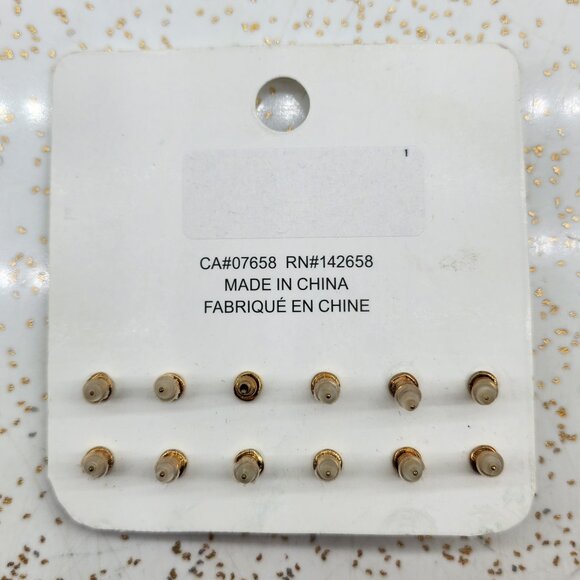 1
CA#07658 RN#142658
MADE IN CHINA
FABRIQUÉ EN CHINE